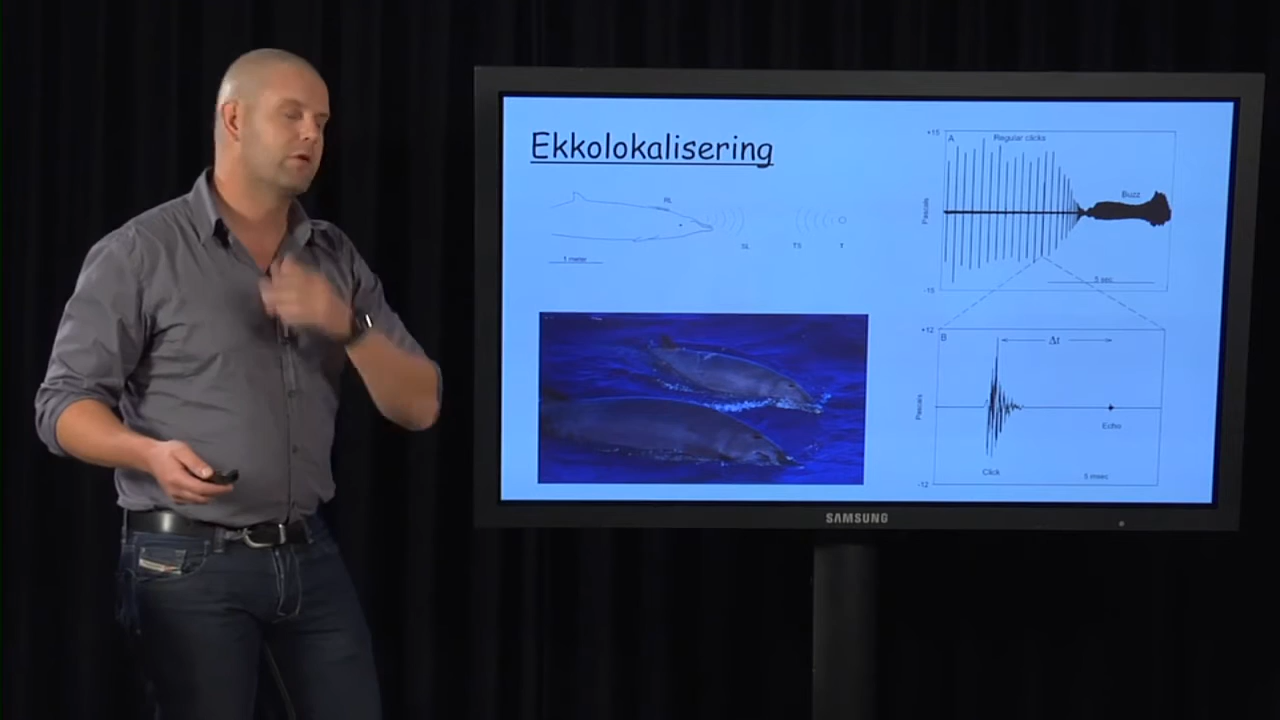 Ekkolokalisering
RL
SL
TS
T
1 meter
+15
A
Regular clicks
Buzz
Pascals
5 sec
-15
+12
B
Δt
Pascals
Echo
Click
5 msec
-12
SAMSUNG